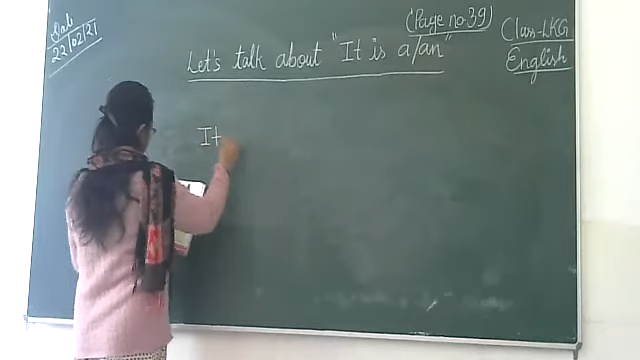 Date
22/02/21
(Page no. 39)
Class-LKG
English
Let's talk about "It is a/an"
It